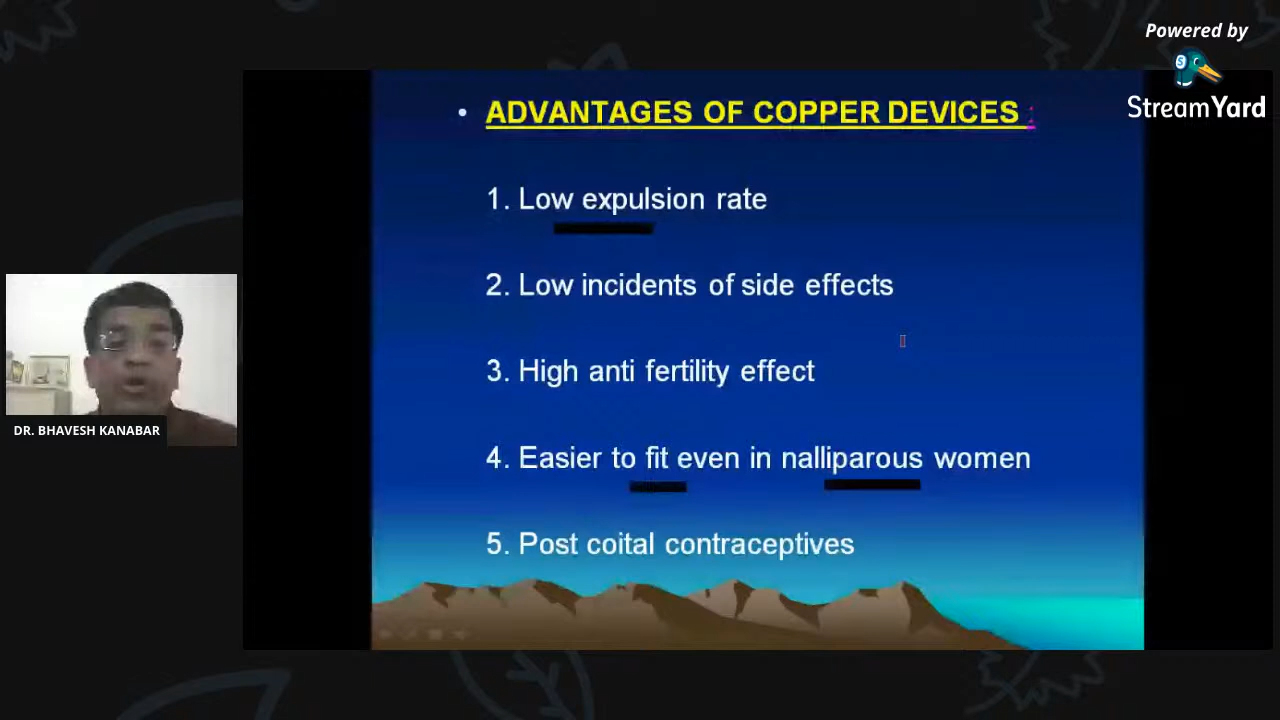 Powered by
StreamYard
• ADVANTAGES OF COPPER DEVICES :
1. Low expulsion rate
2. Low incidents of side effects
3. High anti fertility effect
4. Easier to fit even in nalliparous women
5. Post coital contraceptives
DR. BHAVESH KANABAR